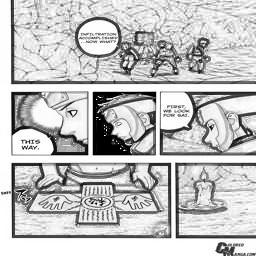 INFILTRATION
ACCOMPLISHED
...NOW WHAT?
THIS
WAY.
FIRST,
WE LOOK
FOR SAI.
COLORED
MANGA.COM